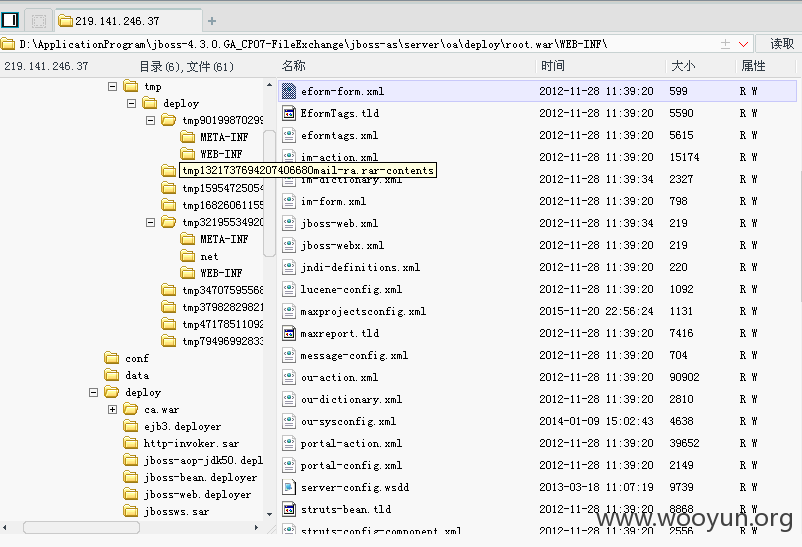 219.141.246.37
D:\ApplicationProgram\jboss-4.3.0.GA_CP07-FileExchange\jboss-as\server\oa\deploy\root.war\WEB-INF\ 读取
219.141.246.37 目录(6),文件(61) 名称 时间 大小 属性
tmp
deploy
tmp90199870299
META-INF
WEB-INF
tmp1321737694207406680mail-ra.rar-contents
tmp15954725054
tmp16826061155
tmp32195534920
META-INF
net
WEB-INF
tmp34707595568
tmp37982829821
tmp47178511092
tmp79496992833
conf
data
deploy
ca.war
ejb3.deployer
http-invoker.sar
jboss-aop-jdk50.depl
jboss-bean.deployer
jboss-web.deployer
jbossws.sar
eform-form.xml 2012-11-28 11:39:20 599 R W
EformTags.tld 2012-11-28 11:39:20 5590 R W
eformtags.xml 2012-11-28 11:39:20 5615 R W
im-action.xml 2012-11-28 11:39:20 15174 R W
im-dictionary.xml 2012-11-28 11:39:34 2327 R W
im-form.xml 2012-11-28 11:39:20 798 R W
jboss-web.xml 2012-11-28 11:39:34 219 R W
jboss-webx.xml 2012-11-28 11:39:20 219 R W
jndi-definitions.xml 2012-11-28 11:39:20 220 R W
lucene-config.xml 2012-11-28 11:39:20 1092 R W
maxprojectsconfig.xml 2015-11-20 22:56:24 1131 R W
maxreport.tld 2012-11-28 11:39:20 7416 R W
message-config.xml 2012-11-28 11:39:20 704 R W
ou-action.xml 2012-11-28 11:39:20 90902 R W
ou-dictionary.xml 2012-11-28 11:39:20 2810 R W
ou-sysconfig.xml 2014-01-09 15:02:43 4638 R W
portal-action.xml 2012-11-28 11:39:20 39652 R W
portal-config.xml 2012-11-28 11:39:20 2149 R W
server-config.wsdd 2013-03-18 11:07:19 9739 R W
struts-bean.tld 2012-11-28 11:39:20 8868 R W
struts-config-component.xml 2012-11-28 11:39:20 2556 R W
www.wooyun.org